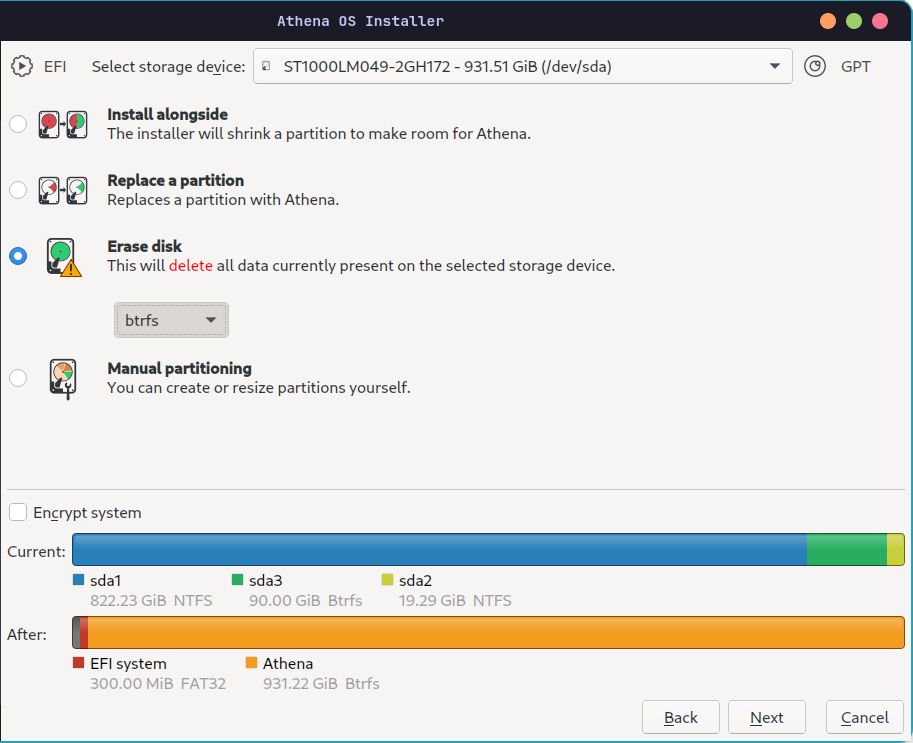 Athena OS Installer
EFI Select storage device: ST1000LM049-2GH172 - 931.51 GiB (/dev/sda) GPT
Install alongside
The installer will shrink a partition to make room for Athena.
Replace a partition
Replaces a partition with Athena.
Erase disk
This will delete all data currently present on the selected storage device.
btrfs
Manual partitioning
You can create or resize partitions yourself.
Encrypt system
Current:
sda1 sda3 sda2
822.23 GiB NTFS 90.00 GiB Btrfs 19.29 GiB NTFS
After:
EFI system Athena
300.00 MiB FAT32 931.22 GiB Btrfs
Back Next Cancel